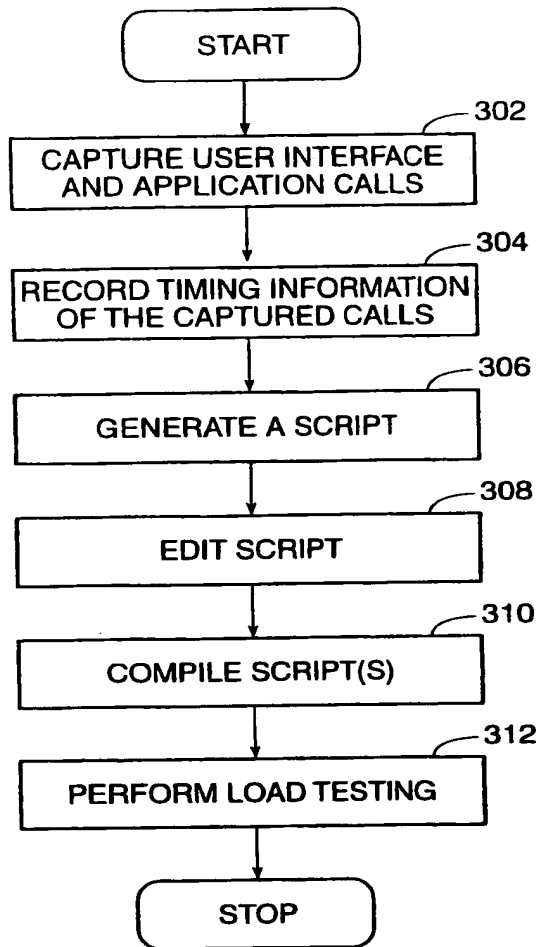 START
302
CAPTURE USER INTERFACE
AND APPLICATION CALLS
304
RECORD TIMING INFORMATION
OF THE CAPTURED CALLS
306
GENERATE A SCRIPT
308
EDIT SCRIPT
310
COMPILE SCRIPT(S)
312
PERFORM LOAD TESTING
STOP